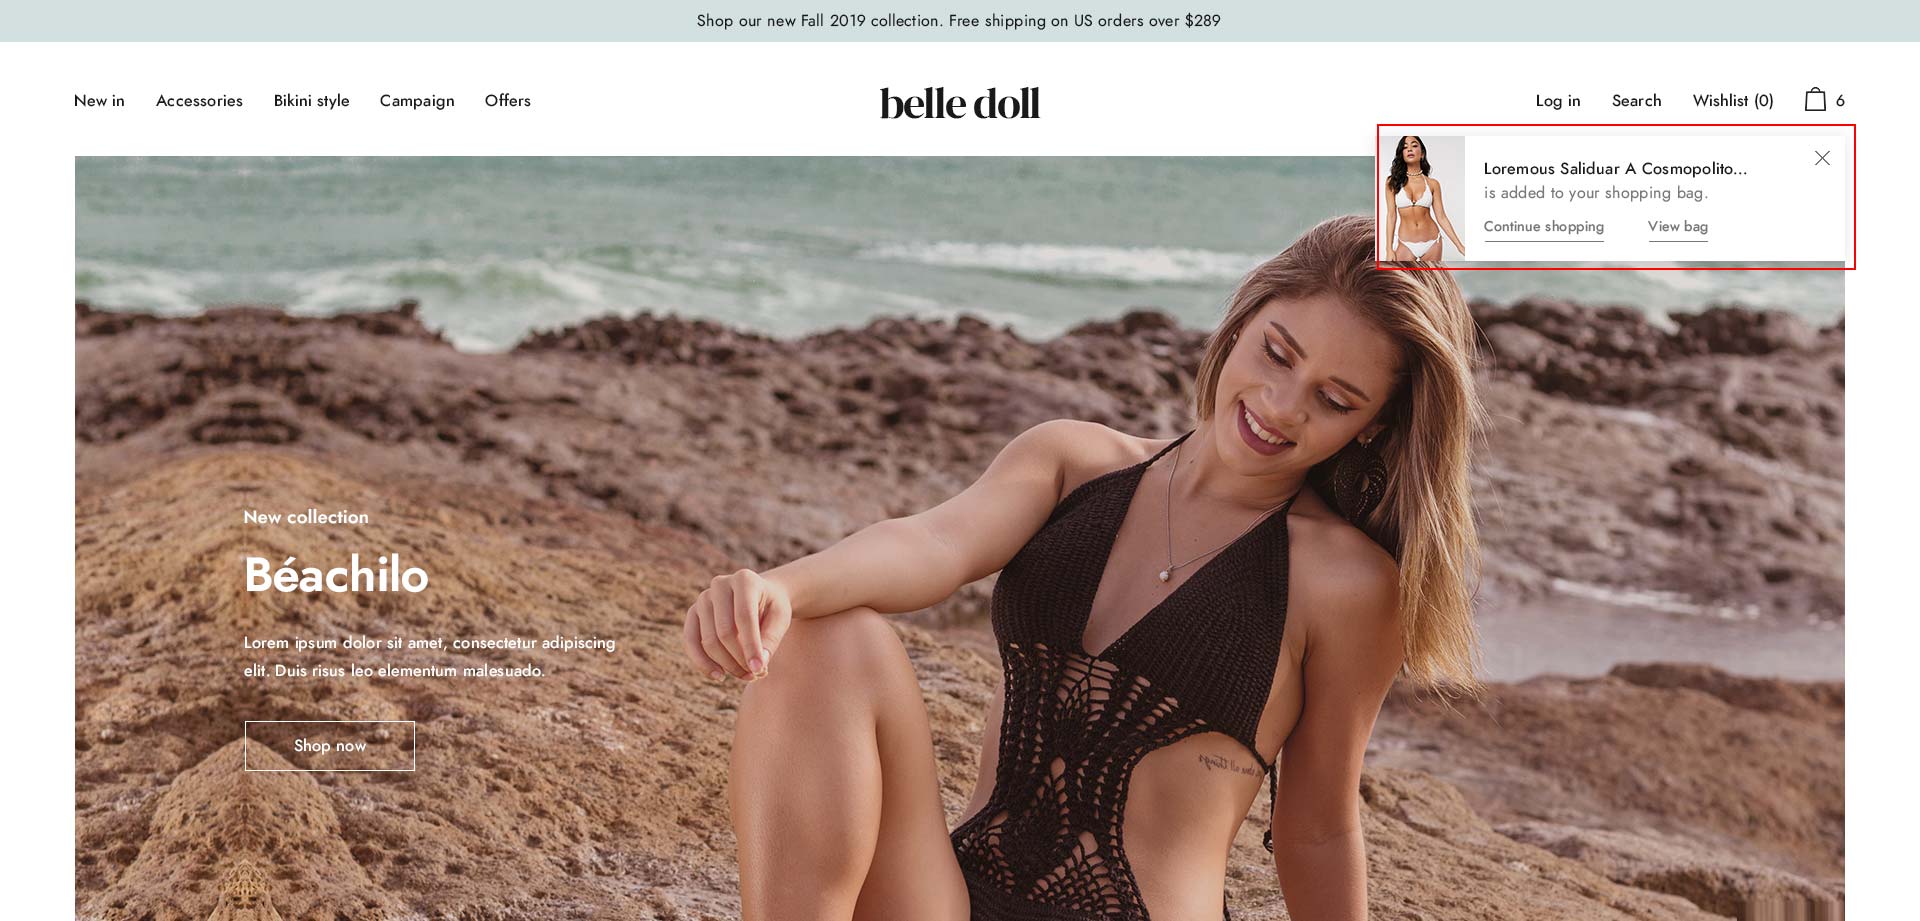 Shop our new Fall 2019 collection. Free shipping on US orders over $289
New in Accessories Bikini style Campaign Offers
belle doll
Log in Search Wishlist (0) 6
Loremous Saliduar A Cosmopolito...
is added to your shopping bag.
Continue shopping View bag
New collection
Béachilo
Lorem ipsum dolor sit amet, consectetur adipiscing
elit. Duis risus leo elementum malesuado.
Shop now